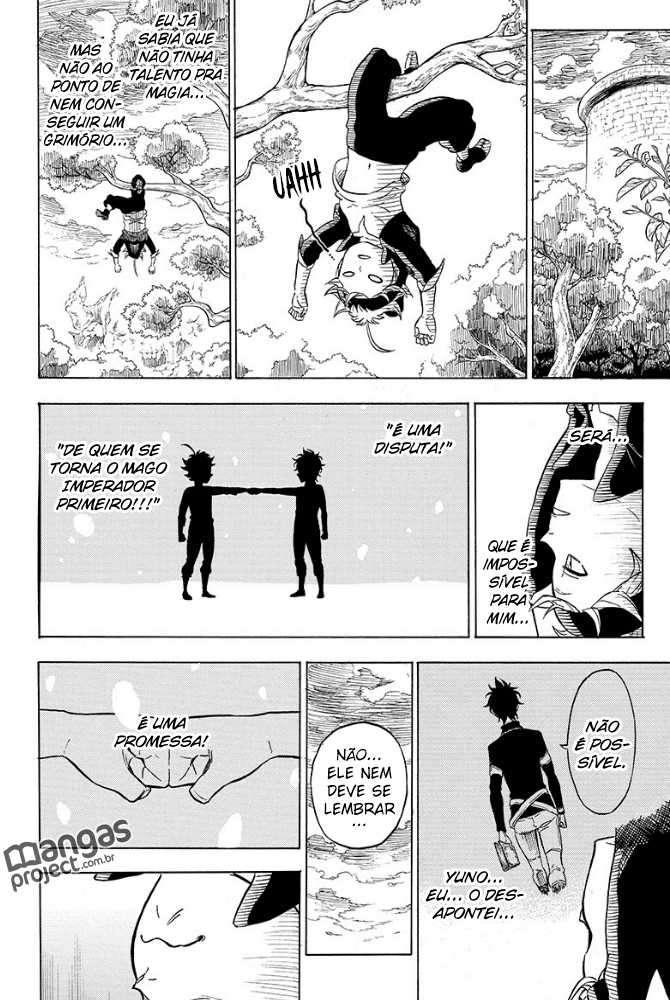 UAHH
EU JÁ
SABIA QUE
NÃO TINHA
TALENTO PRA
MAGIA...
MAS
NÃO AO
PONTO DE
NEM CON-
SEGUIR UM
GRIMÓRIO...
SERÁ...
QUE É
IMPOS-
SÍVEL
PARA
MIM...
"É UMA
DISPUTA!"
"DE QUEM SE
TORNA O MAGO
IMPERADOR
PRIMEIRO!!!"
NÃO
É POS-
SÍVEL.
YUNO...
EU... O DES-
APONTEI...
NÃO...
ELE NEM
DEVE SE
LEMBRAR
...
É UMA
PROMESSA!
mangas
project.com.br